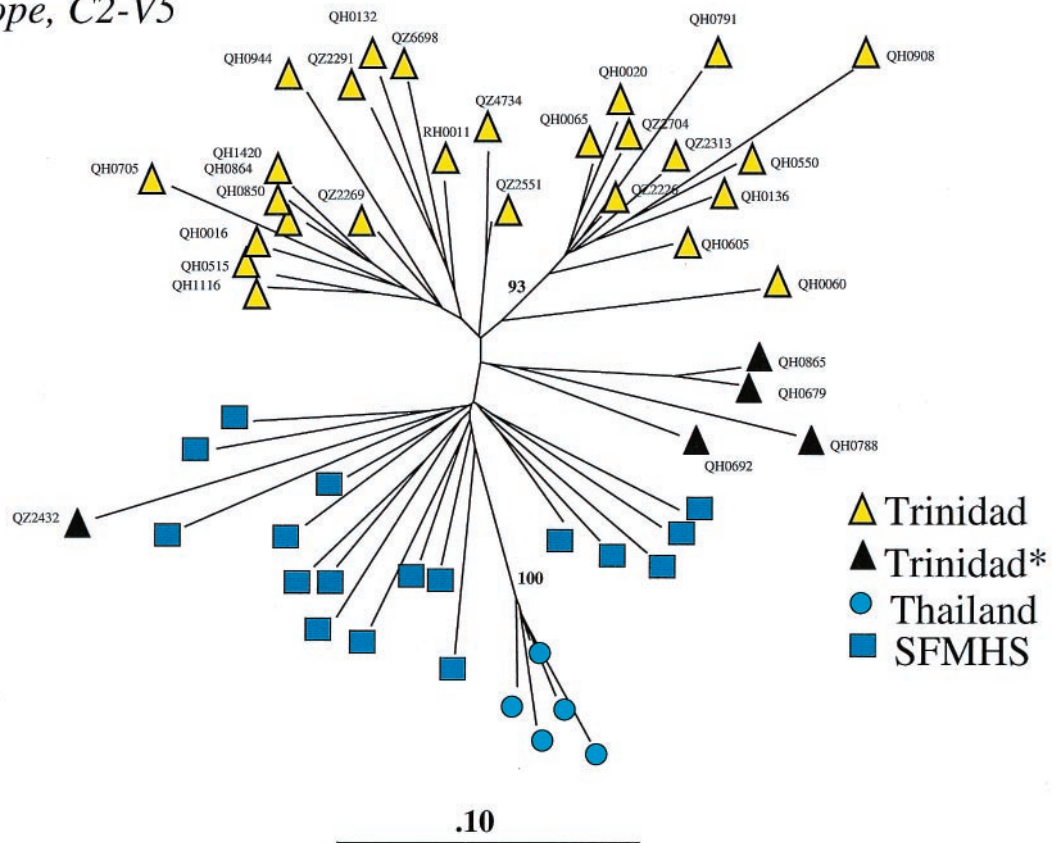 ope, C2-V5
QH0132
QH0791
QZ6698
QH0944
QZ2291
QH0908
QH0020
QZ4734
QH0065
QZ2704
RH0011
QZ2313
QH1420
QH0705
QH0864
QH0550
QH0850
QZ2269
QZ2551
QZ2226
QH0136
QH0016
QH0605
QH0515
QH1116
93
QH0060
QH0865
QH0679
QH0788
QH0692
QZ2432
100
Trinidad
Trinidad*
Thailand
SFMHS
.10